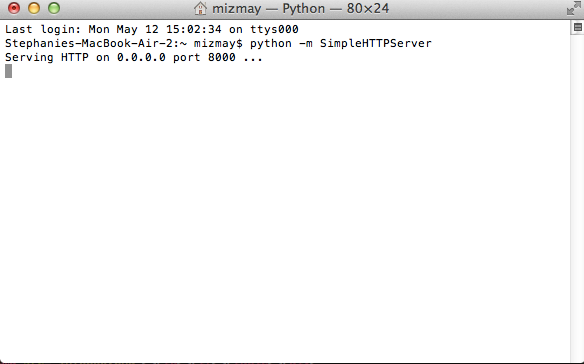 mizmay — Python — 80×24
Last login: Mon May 12 15:02:34 on ttys000
Stephanies-MacBook-Air-2:~ mizmay$ python -m SimpleHTTPServer
Serving HTTP on 0.0.0.0 port 8000 ...